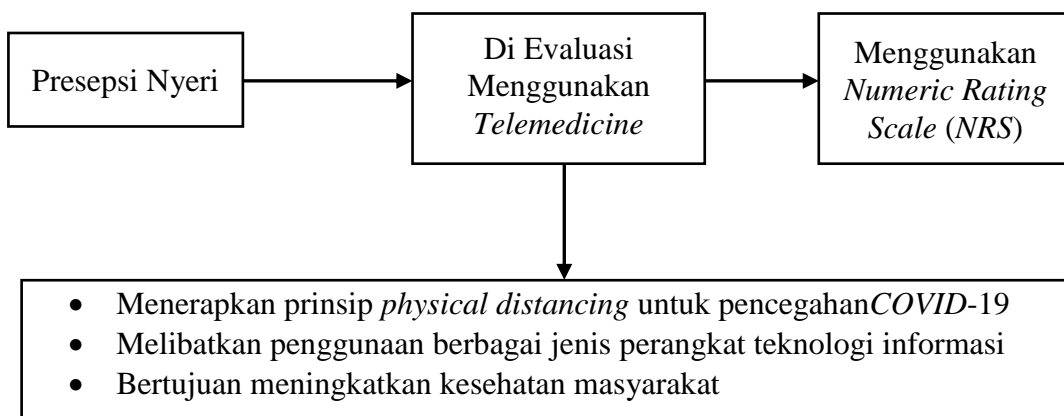 Presepsi Nyeri
Di Evaluasi
Menggunakan
Telemedicine
Menggunakan
Numeric Rating
Scale (NRS)
• Menerapkan prinsip physical distancing untuk pencegahanCOVID-19
• Melibatkan penggunaan berbagai jenis perangkat teknologi informasi
• Bertujuan meningkatkan kesehatan masyarakat